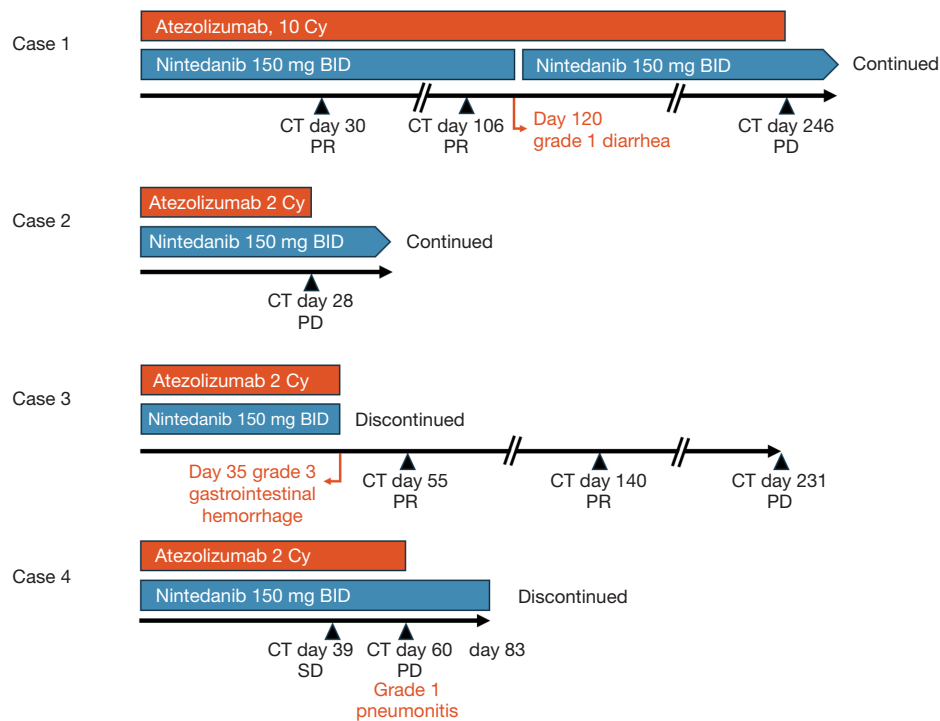 Case 1
Atezolizumab, 10 Cy
Nintedanib 150 mg BID
Nintedanib 150 mg BID
Continued
CT day 30
PR
CT day 106
PR
Day 120
grade 1 diarrhea
CT day 246
PD
Case 2
Atezolizumab 2 Cy
Nintedanib 150 mg BID
Continued
CT day 28
PD
Case 3
Atezolizumab 2 Cy
Nintedanib 150 mg BID
Discontinued
Day 35 grade 3
gastrointestinal
hemorrhage
CT day 55
PR
CT day 140
PR
CT day 231
PD
Case 4
Atezolizumab 2 Cy
Nintedanib 150 mg BID
Discontinued
CT day 39
SD
CT day 60
PD
Grade 1
pneumonitis
day 83